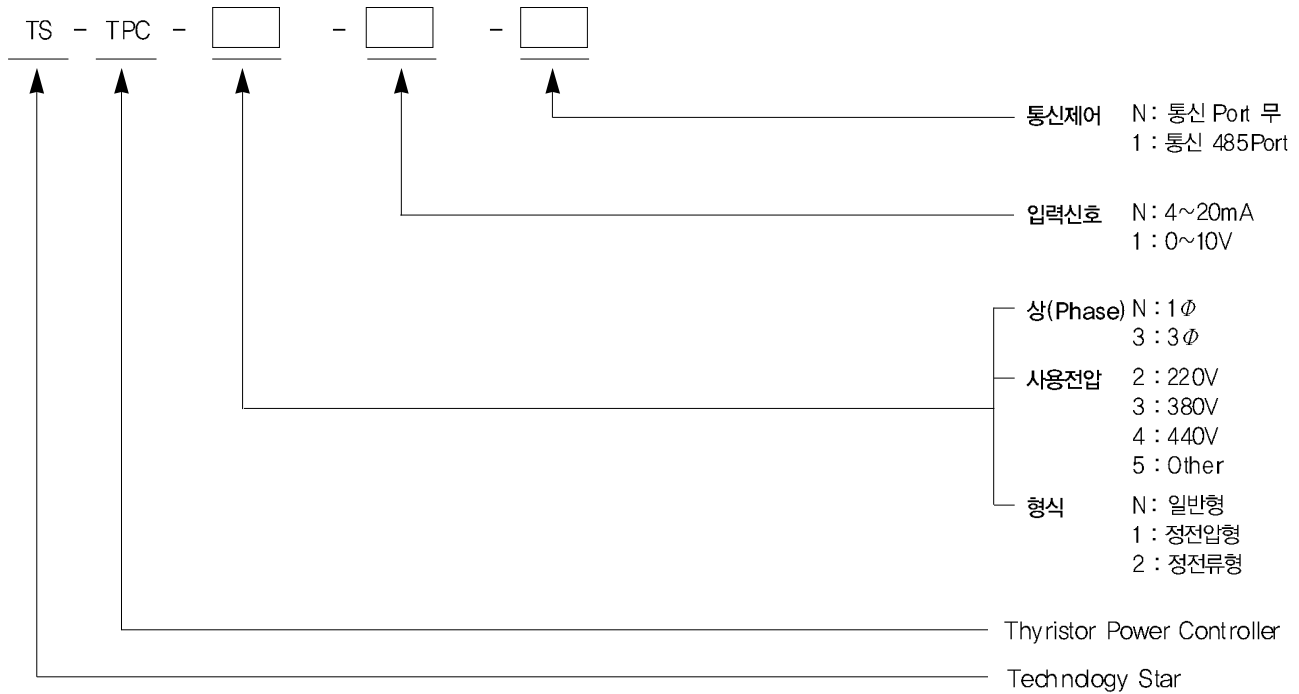 TS - TPC - - -
통신제어 N : 통신 Port 무
1 : 통신 485Port
입력신호 N : 4~20mA
1 : 0~10V
상(Phase) N : 1Φ
3 : 3Φ
사용전압 2 : 220V
3 : 380V
4 : 440V
5 : Other
형식 N : 일반형
1 : 정전압형
2 : 정전류형
Thyristor Power Controller
Techndogy Star